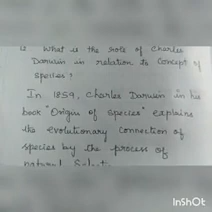 What is the role of Charles
Darwin in relation to Concept of
species?
In 1859, Charles Darwin in his
book "Origin of Species" explains
the evolutionary connection of
species by the process of
natural
InShOt